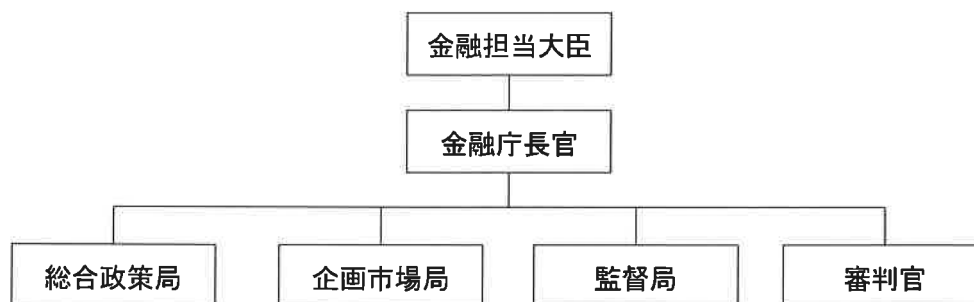 金融担当大臣
金融庁長官
総合政策局
企画市場局
監督局
審判官